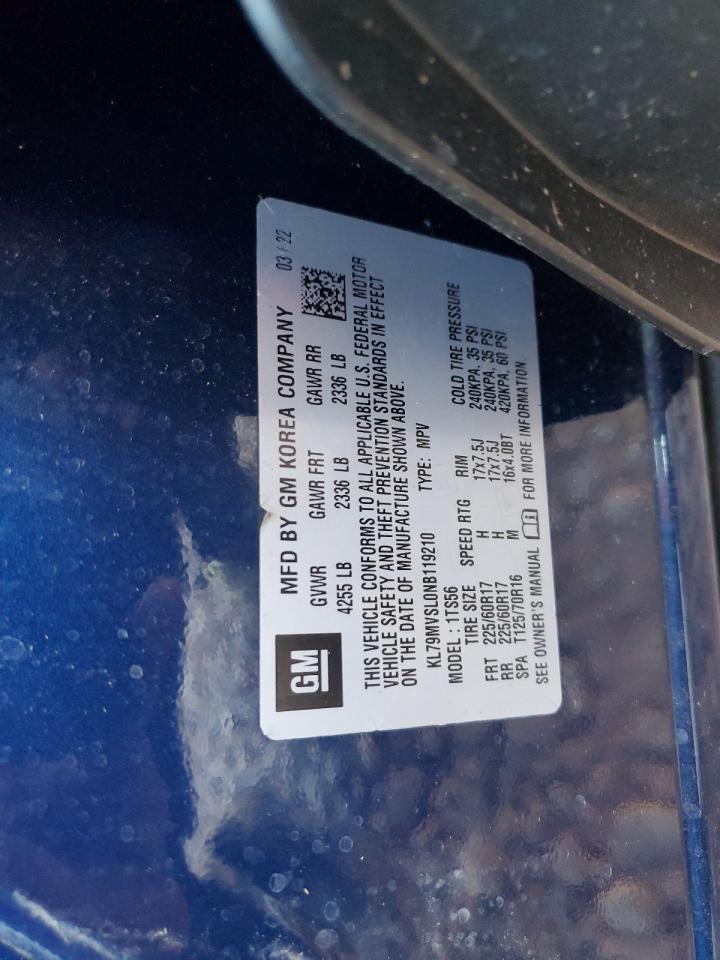 GM
MFD BY GM KOREA COMPANY 03 / 22
GVWR GAWR FRT GAWR RR
4255 LB 2336 LB 2336 LB
THIS VEHICLE CONFORMS TO ALL APPLICABLE U.S. FEDERAL MOTOR
VEHICLE SAFETY AND THEFT PREVENTION STANDARDS IN EFFECT
ON THE DATE OF MANUFACTURE SHOWN ABOVE.
KL79MVSL0NB119210 TYPE: MPV
MODEL : 1TS56
TIRE SIZE SPEED RTG RIM COLD TIRE PRESSURE
FRT 225/60R17 H 17x7.5J 240KPA, 35 PSI
RR 225/60R17 H 17x7.5J 240KPA, 35 PSI
SPA T125/70R16 M 16x4.0BT 420KPA, 60 PSI
SEE OWNER'S MANUAL FOR MORE INFORMATION.